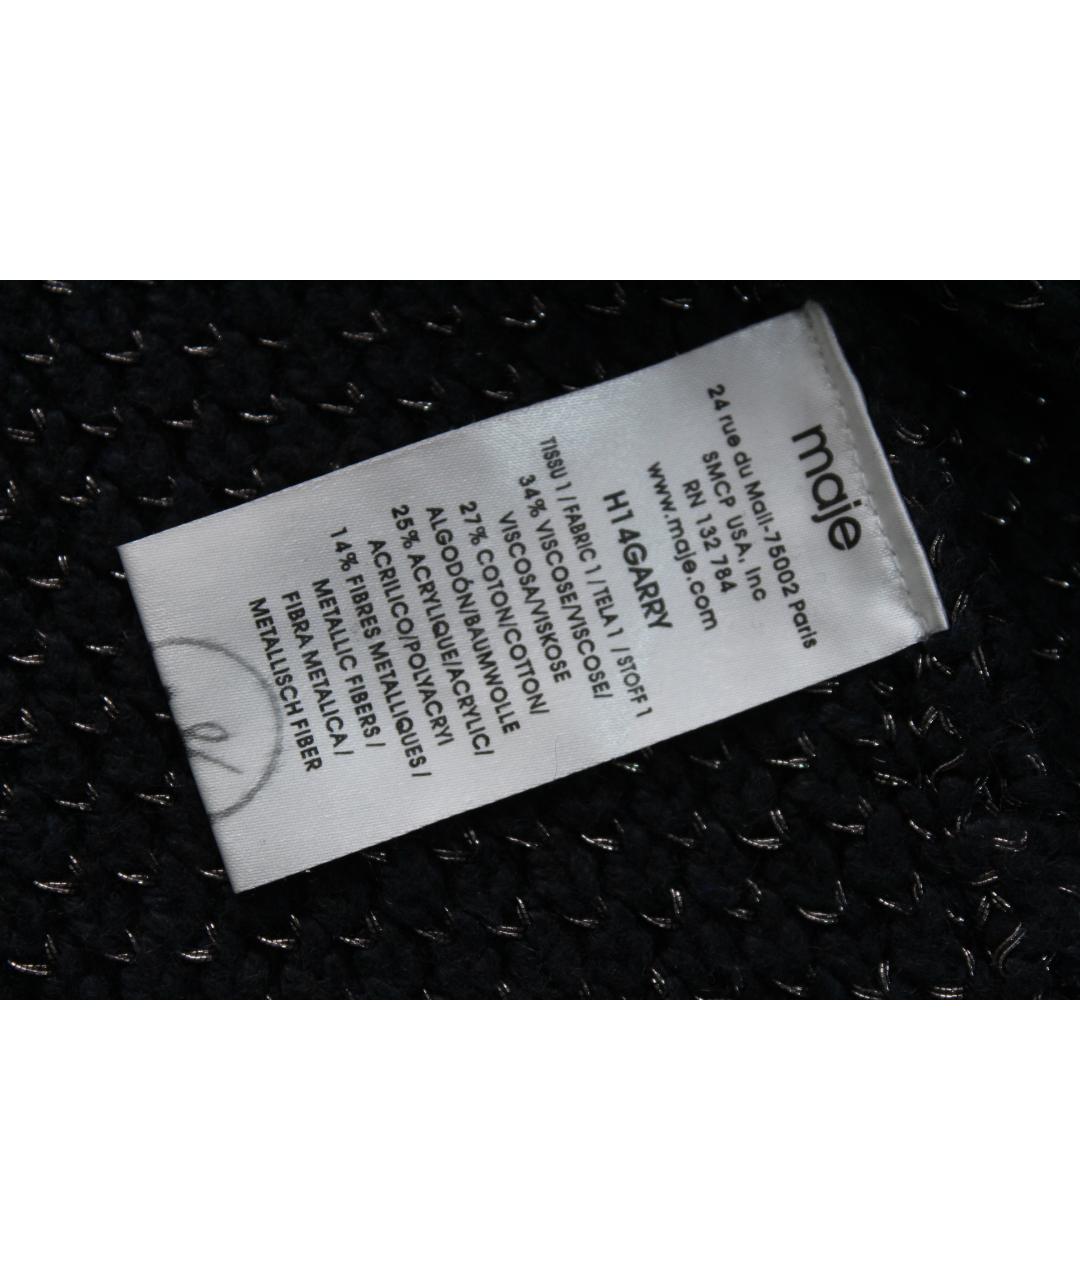 maje
24 rue du Mail-75002 Paris
SMCP USA, Inc
RN 132 784
www.maje.com
H14GARRY
TISSU 1 / FABRIC 1 / TELA 1 / STOFF 1
34% VISCOSE/VISCOSE/
VISCOSA/VISKOSE
27% COTON/COTTON/
ALGODÓN/BAUMWOLLE
25% ACRYLIQUE/ACRYLIC/
ACRILICO/POLYACRYl
14% FIBRES METALLIQUES /
METALLIC FIBERS /
FIBRA METALICA /
METALLISCH FIBER